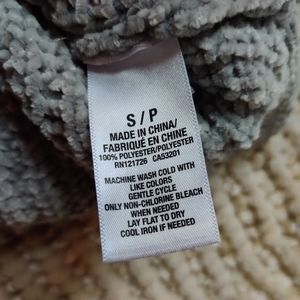 S / P
MADE IN CHINA/
FABRIQUÉ EN CHINE
100% POLYESTER/POLYESTER
RN121726 CA53201
MACHINE WASH COLD WITH
LIKE COLORS
GENTLE CYCLE
ONLY NON-CHLORINE BLEACH
WHEN NEEDED
LAY FLAT TO DRY
COOL IRON IF NEEDED